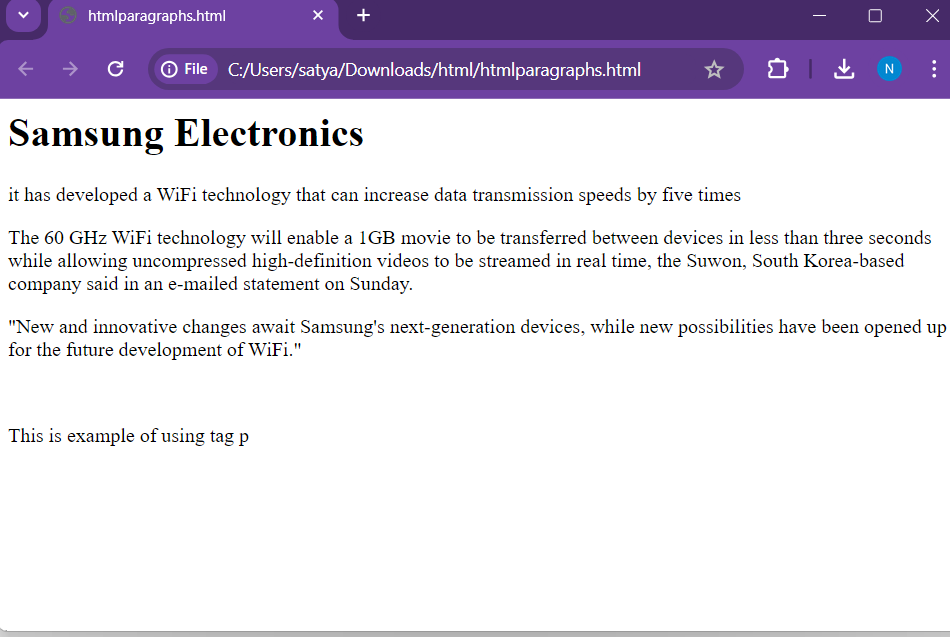 htmlparagraphs.html
File
C:/Users/satya/Downloads/html/htmlparagraphs.html
N
Samsung Electronics
it has developed a WiFi technology that can increase data transmission speeds by five times
The 60 GHz WiFi technology will enable a 1GB movie to be transferred between devices in less than three seconds
while allowing uncompressed high-definition videos to be streamed in real time, the Suwon, South Korea-based
company said in an e-mailed statement on Sunday.
"New and innovative changes await Samsung's next-generation devices, while new possibilities have been opened up
for the future development of WiFi."
This is example of using tag p